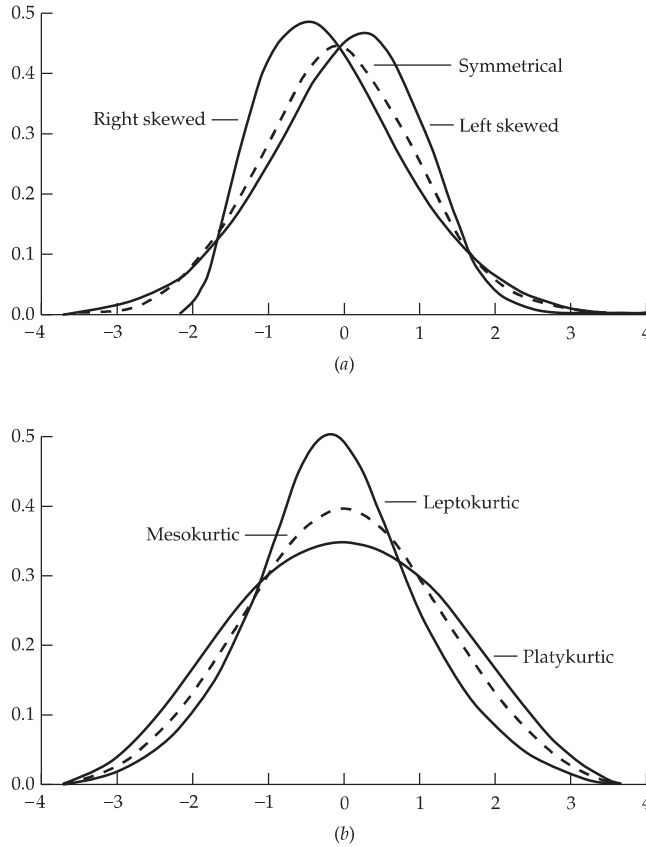 0.5
Symmetrical
0.4
Right skewed
Left skewed
0.3
0.2
0.1
0.0
−4 −3 −2 −1 0 1 2 3 4
(a)
0.5
Leptokurtic
0.4
Mesokurtic
0.3
0.2
Platykurtic
0.1
0.0
−4 −3 −2 −1 0 1 2 3 4
(b)